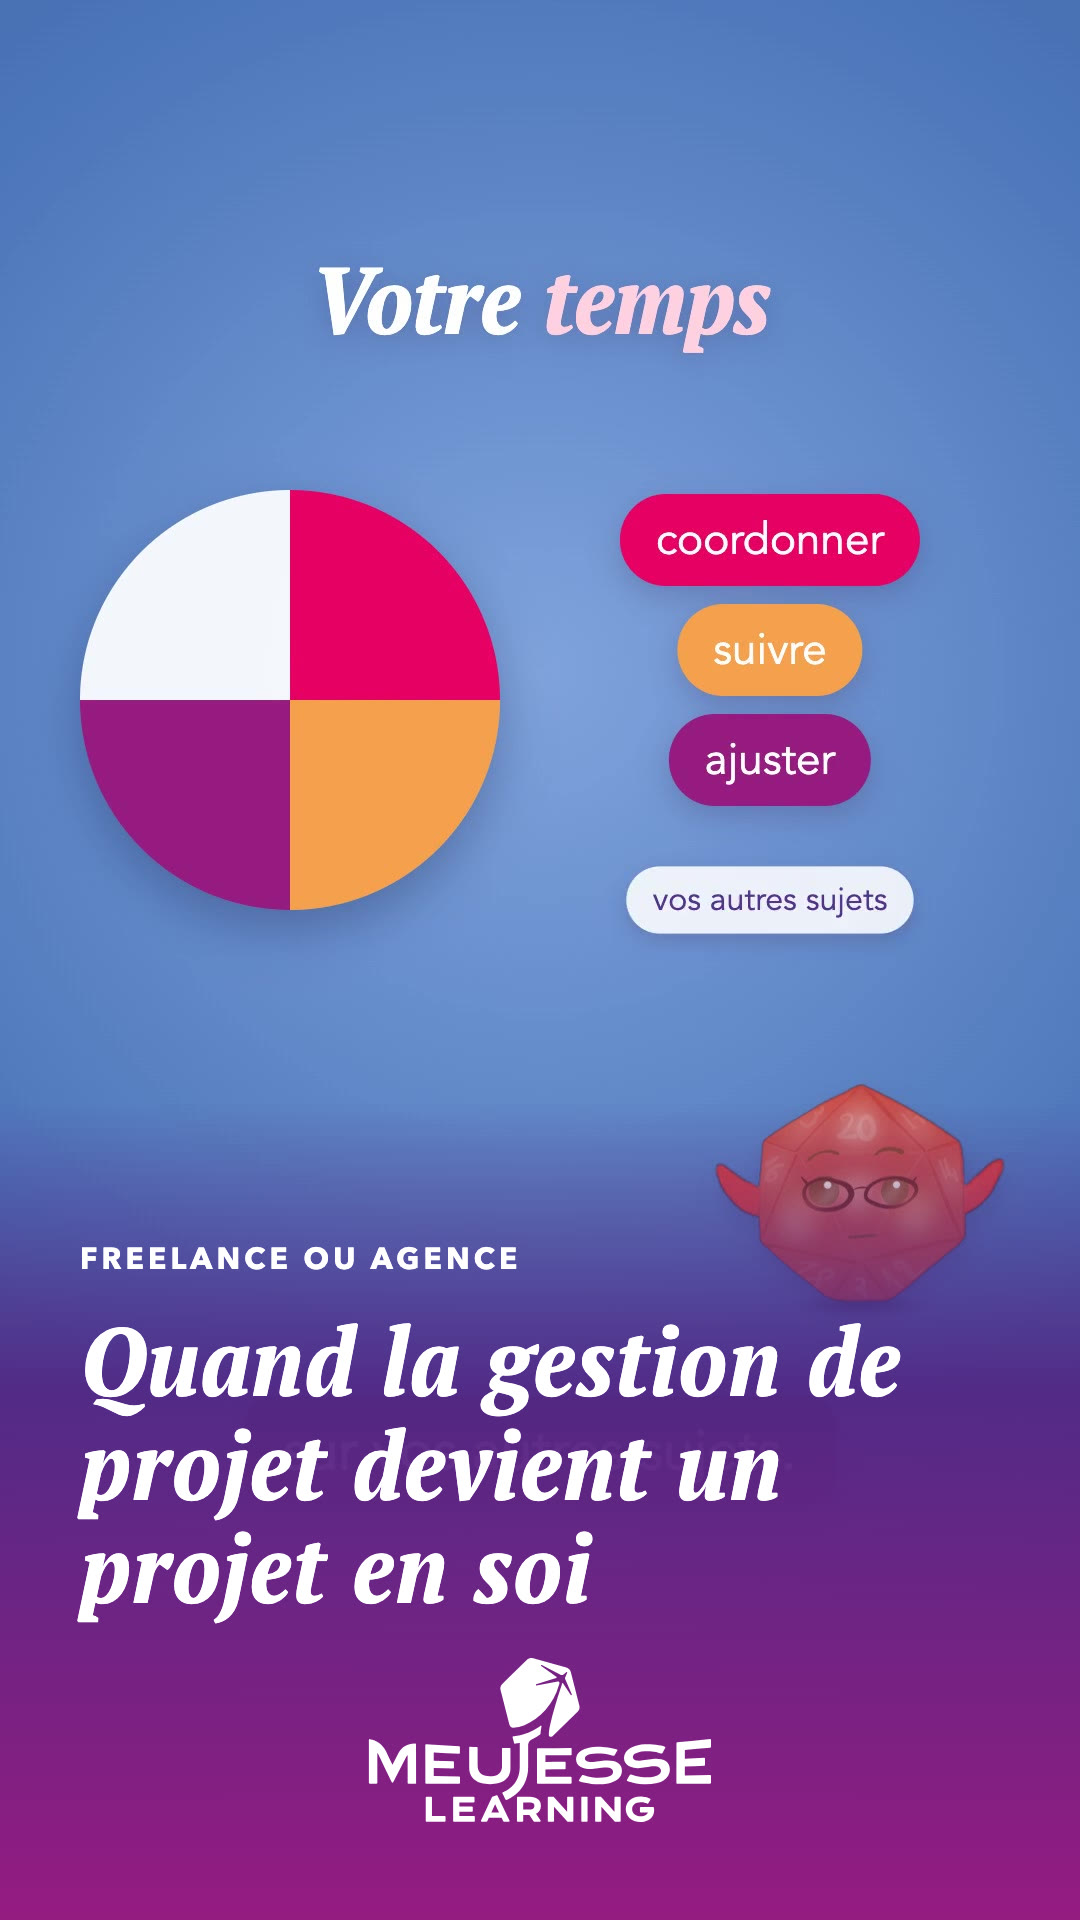 Votre temps
coordonner
suivre
ajuster
vos autres sujets
20
FREELANCE OU AGENCE
Quand la gestion de
projet devient un
projet en soi
MEUJESSE
LEARNING